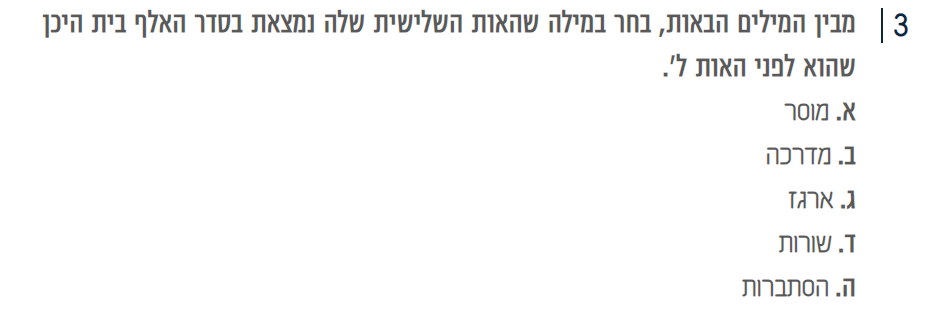 3 | מבין המילים הבאות, בחר במילה שהאות השלישית שלה נמצאת בסדר האלף בית היכן
שהוא לפני האות ל'.
א. מוסר
ב. מדרכה
ג. ארגז
ד. שורות
ה. הסתברות